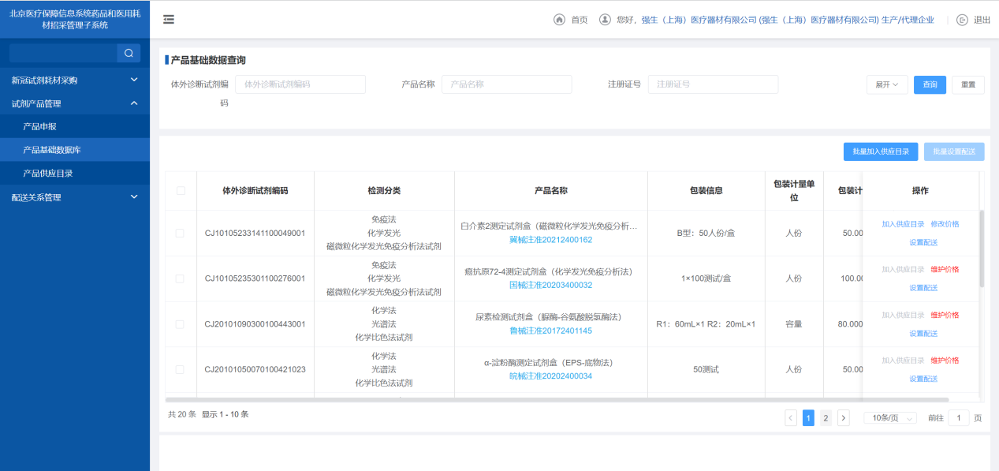 北京医疗保障信息系统药品和医用耗
材招采管理子系统
首页
您好，强生（上海）医疗器材有限公司 (强生（上海）医疗器材有限公司) 生产/代理企业
退出
新冠试剂耗材采购
试剂产品管理
产品申报
产品基础数据库
产品供应目录
配送关系管理
产品基础数据查询
体外诊断试剂编
码
体外诊断试剂编码
产品名称
产品名称
注册证号
注册证号
展开
查询
重置
批量加入供应目录
批量设置配送
体外诊断试剂编码
检测分类
产品名称
包装信息
包装计量单
位
包装计
操作
CJ10105233141100049001
免疫法
化学发光
磁微粒化学发光免疫分析法试剂
白介素2测定试剂盒（磁微粒化学发光免疫分析...
冀械注准20212400162
B型：50人份/盒
人份
50.00
加入供应目录 修改价格
设置配送
CJ10105235301100276001
免疫法
化学发光
磁微粒化学发光免疫分析法试剂
癌抗原72-4测定试剂盒（化学发光免疫分析法）
国械注准20203400032
1×100测试/盒
人份
100.00
加入供应目录 维护价格
设置配送
CJ20101090300100443001
化学法
光谱法
化学比色法试剂
尿素检测试剂盒（脲酶-谷氨酸脱氢酶法）
鲁械注准20172401145
R1：60mL×1 R2：20mL×1
容量
80.000
加入供应目录 维护价格
设置配送
CJ20101050070100421023
化学法
光谱法
化学比色法试剂
α-淀粉酶测定试剂盒（EPS-底物法）
皖械注准20202400034
50测试
人份
50.00
加入供应目录 维护价格
设置配送
共 20 条 显示 1 - 10 条
1
2
10条/页
前往
1
页